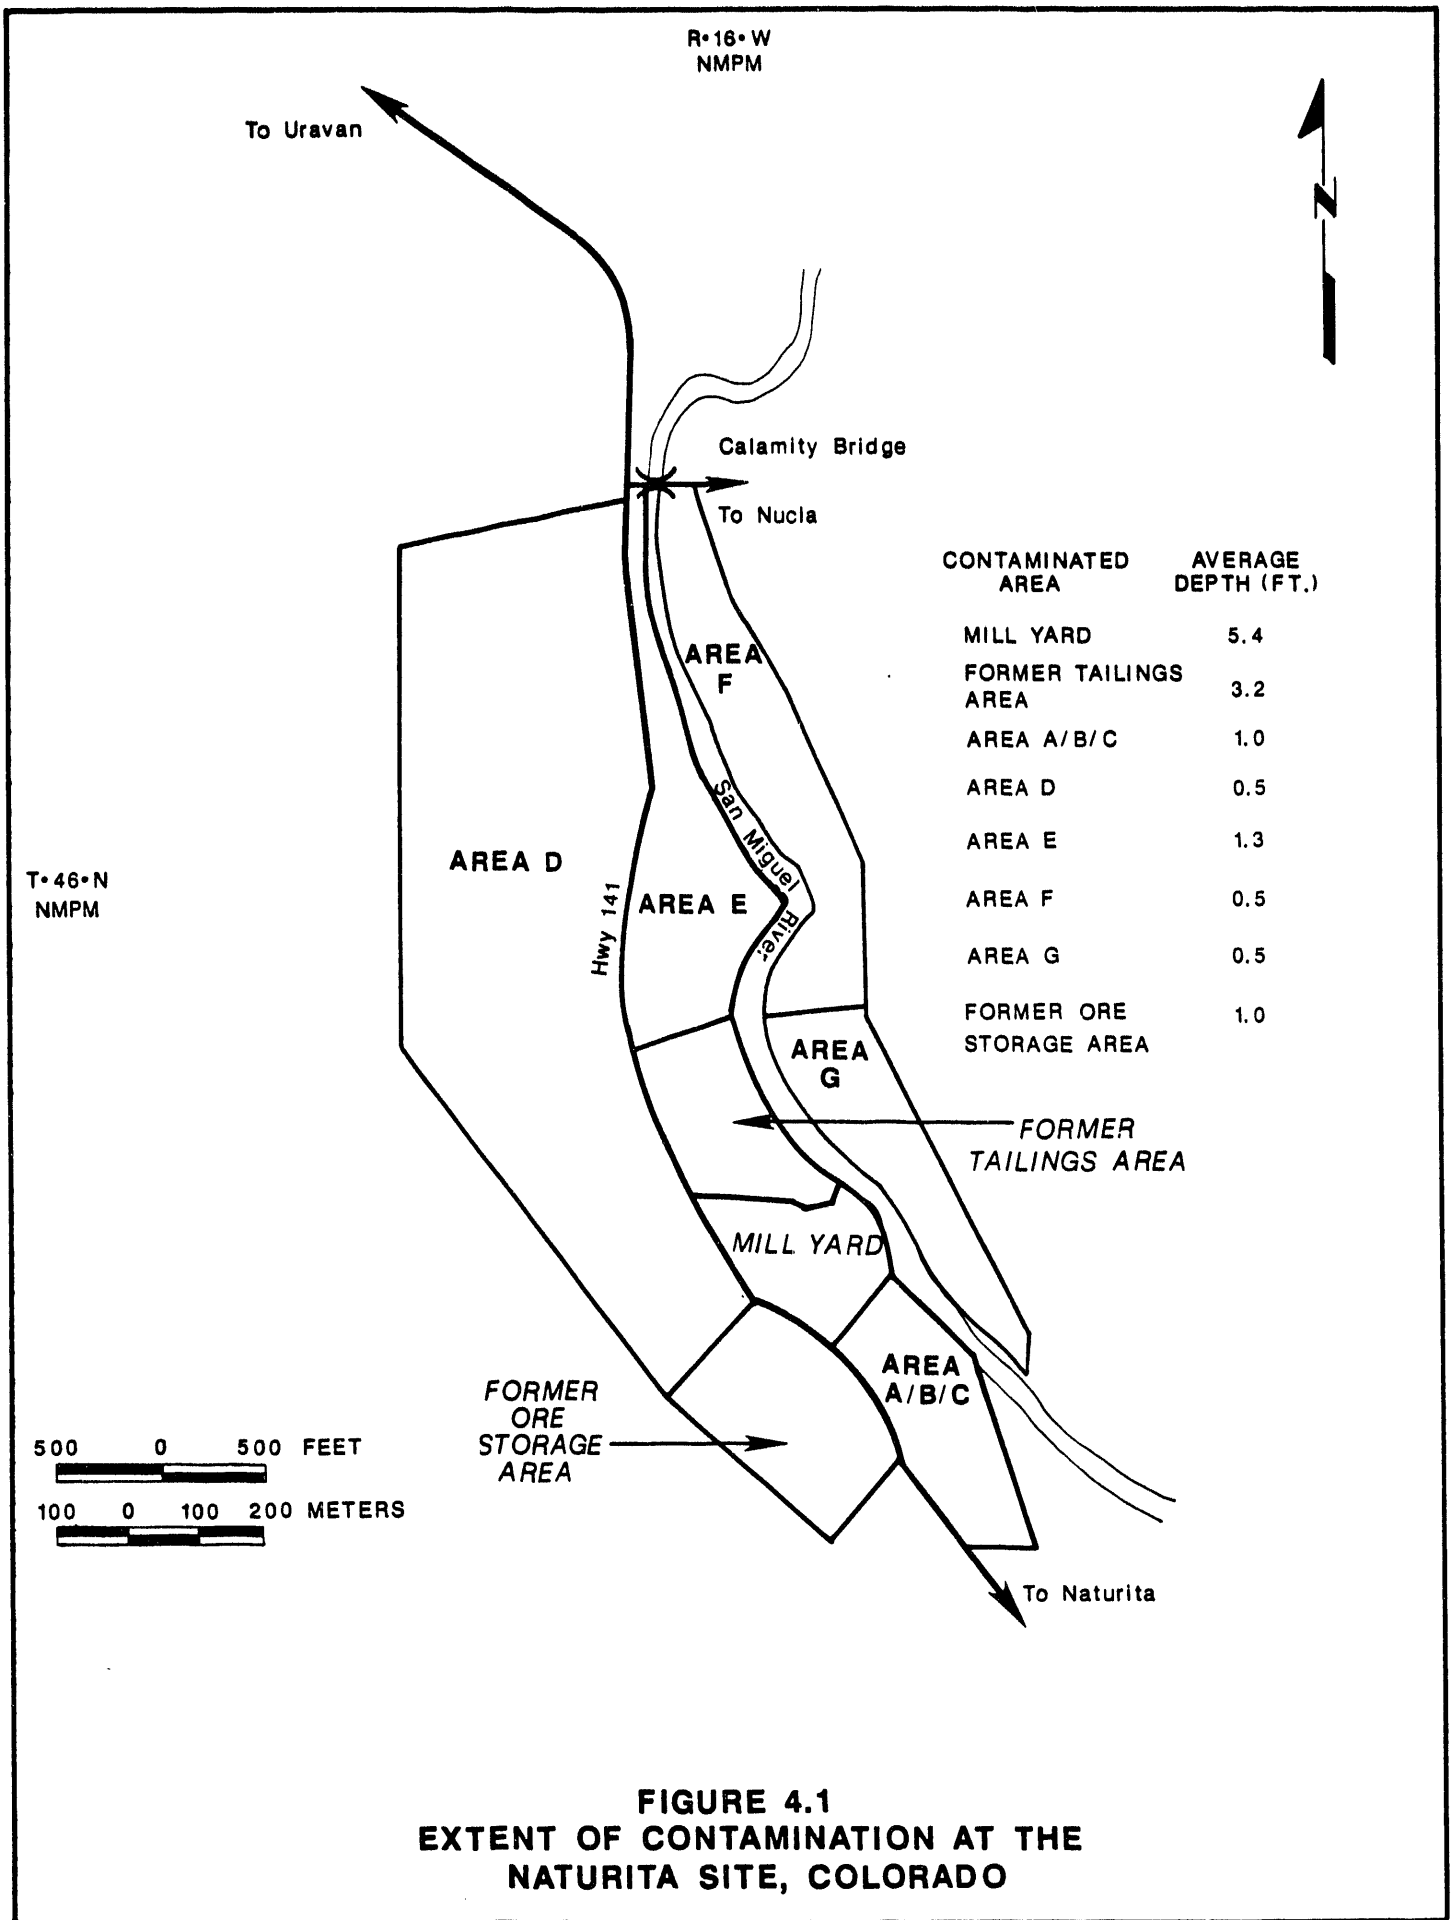 R•16•W
NMPM
To Uravan
N
Calamity Bridge
To Nucla
CONTAMINATED AREA AVERAGE DEPTH (FT.)
MILL YARD 5.4
FORMER TAILINGS AREA 3.2
AREA A/B/C 1.0
AREA D 0.5
AREA E 1.3
AREA F 0.5
AREA G 0.5
FORMER ORE STORAGE AREA 1.0
AREA
F
San Miguel River
AREA D
T•46•N
NMPM
Hwy 141
AREA E
AREA
G
FORMER
TAILINGS AREA
MILL YARD
AREA
A/B/C
FORMER
ORE
STORAGE
AREA
500 0 500 FEET
100 0 100 200 METERS
To Naturita
FIGURE 4.1
EXTENT OF CONTAMINATION AT THE
NATURITA SITE, COLORADO